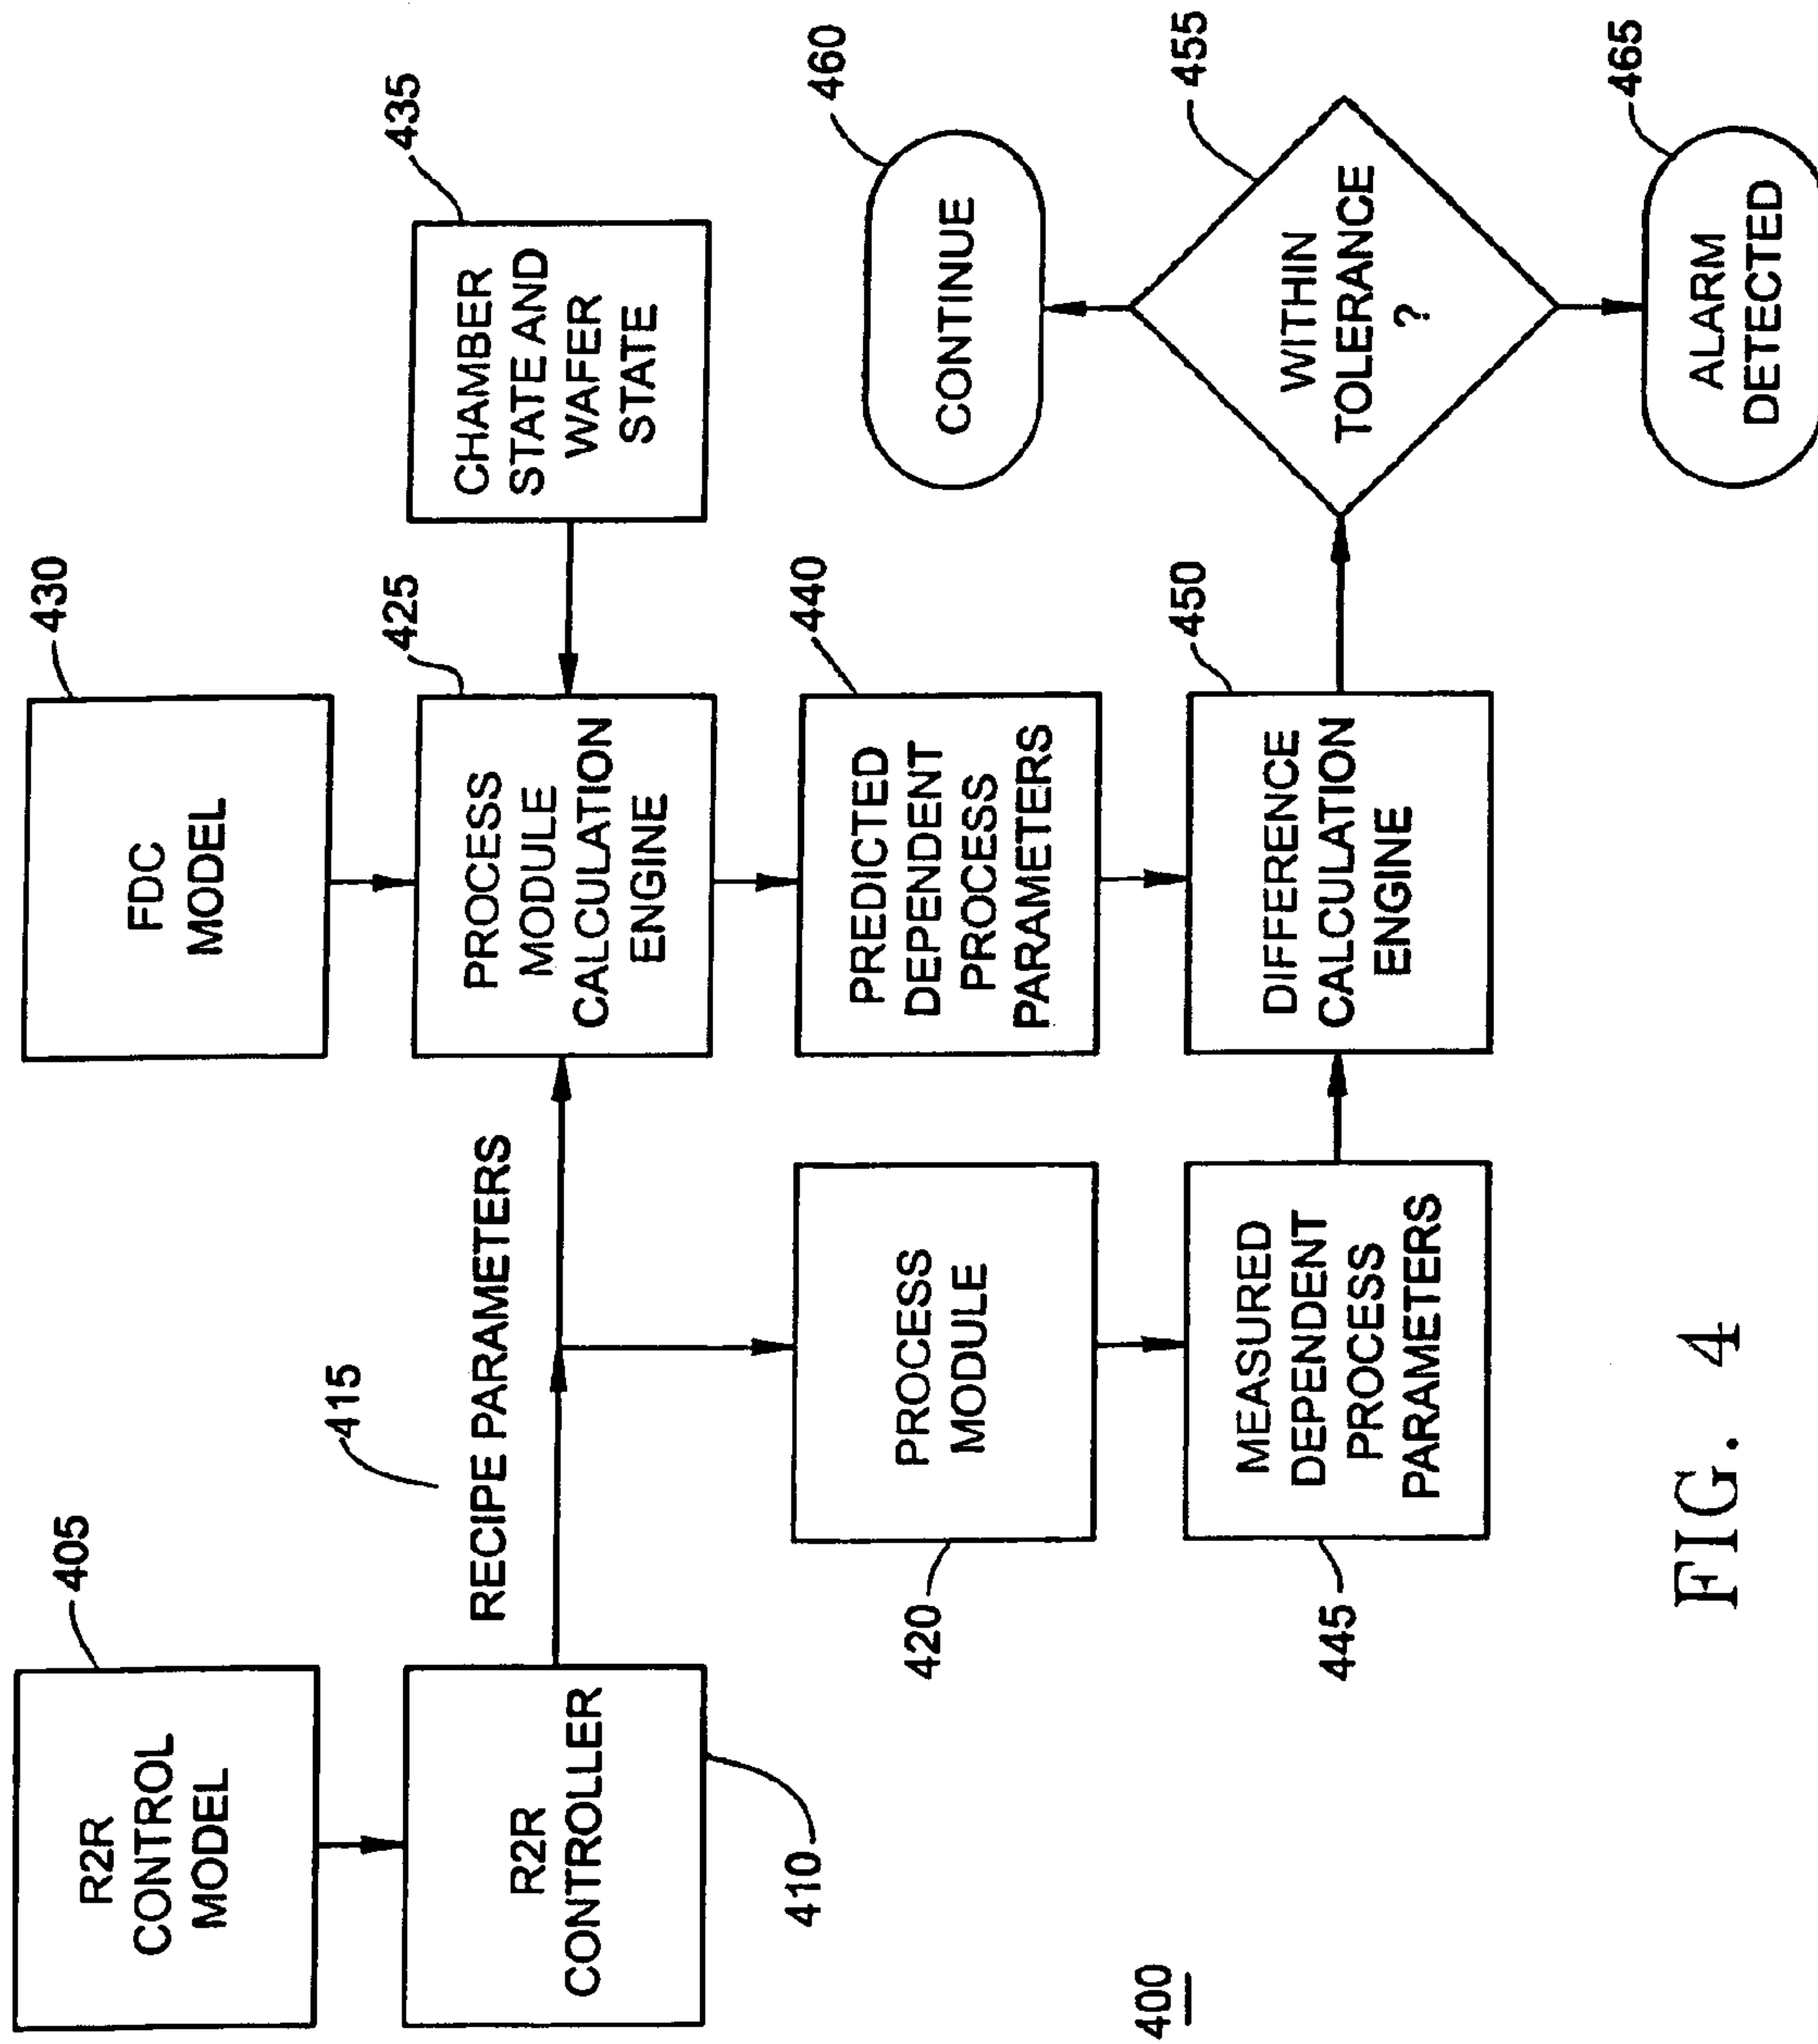 405
R2R
CONTROL
MODEL
430
FDC
MODEL
R2R
CONTROLLER
410
415
RECIPE PARAMETERS
425
PROCESS
MODULE
CALCULATION
ENGINE
435
CHAMBER
STATE AND
WAFER
STATE
420
PROCESS
MODULE
440
PREDICTED
DEPENDENT
PROCESS
PARAMETERS
460
CONTINUE
445
MEASURED
DEPENDENT
PROCESS
PARAMETERS
450
DIFFERENCE
CALCULATION
ENGINE
455
WITHIN
TOLERANCE
?
465
ALARM
DETECTED
400
FIG. 4